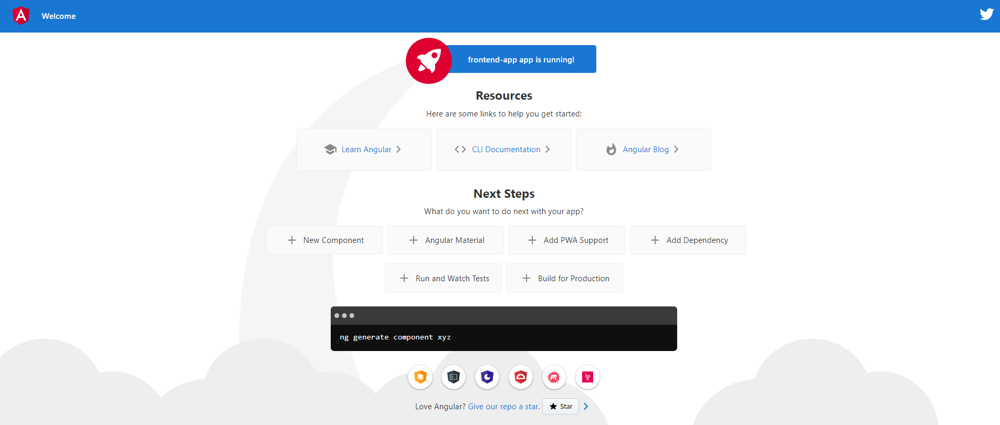 Welcome
frontend-app app is running!
Resources
Here are some links to help you get started:
Learn Angular
CLI Documentation
Angular Blog
Next Steps
What do you want to do next with your app?
New Component
Angular Material
Add PWA Support
Add Dependency
Run and Watch Tests
Build for Production
ng generate component xyz
Love Angular? Give our repo a star. Star